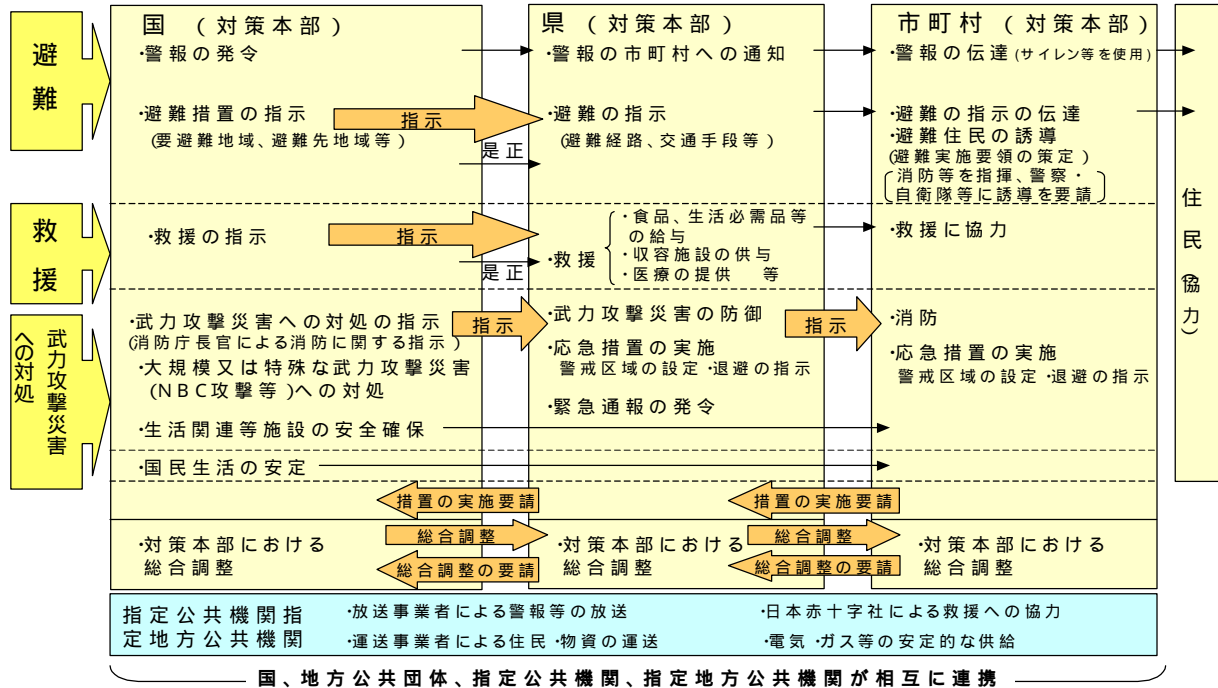 避難
国（対策本部）
・警報の発令
・避難措置の指示
（要避難地域、避難先地域等）
指示
是正
県（対策本部）
・警報の市町村への通知
・避難の指示
（避難経路、交通手段等）
市町村（対策本部）
・警報の伝達（サイレン等を使用）
・避難の指示の伝達
・避難住民の誘導
（避難実施要領の策定）
消防等を指揮、警察・
自衛隊等に誘導を要請
住民（協力）
救援
・救援の指示
指示
是正
・救援
・食品、生活必需品等
の給与
・収容施設の供与
・医療の提供　等
・救援に協力
武力攻撃災害
への対処
・武力攻撃災害への対処の指示
（消防庁長官による消防に関する指示）
・大規模又は特殊な武力攻撃災害
（NBC攻撃等）への対処
・生活関連等施設の安全確保
・国民生活の安定
指示
・武力攻撃災害の防御
・応急措置の実施
警戒区域の設定・退避の指示
・緊急通報の発令
指示
・消防
・応急措置の実施
警戒区域の設定・退避の指示
措置の実施要請
措置の実施要請
・対策本部における
総合調整
総合調整
総合調整の要請
・対策本部における
総合調整
総合調整
総合調整の要請
・対策本部における
総合調整
指定公共機関指
定地方公共機関
・放送事業者による警報等の放送
・日本赤十字社による救援への協力
・運送事業者による住民・物資の運送
・電気・ガス等の安定的な供給
国、地方公共団体、指定公共機関、指定地方公共機関が相互に連携